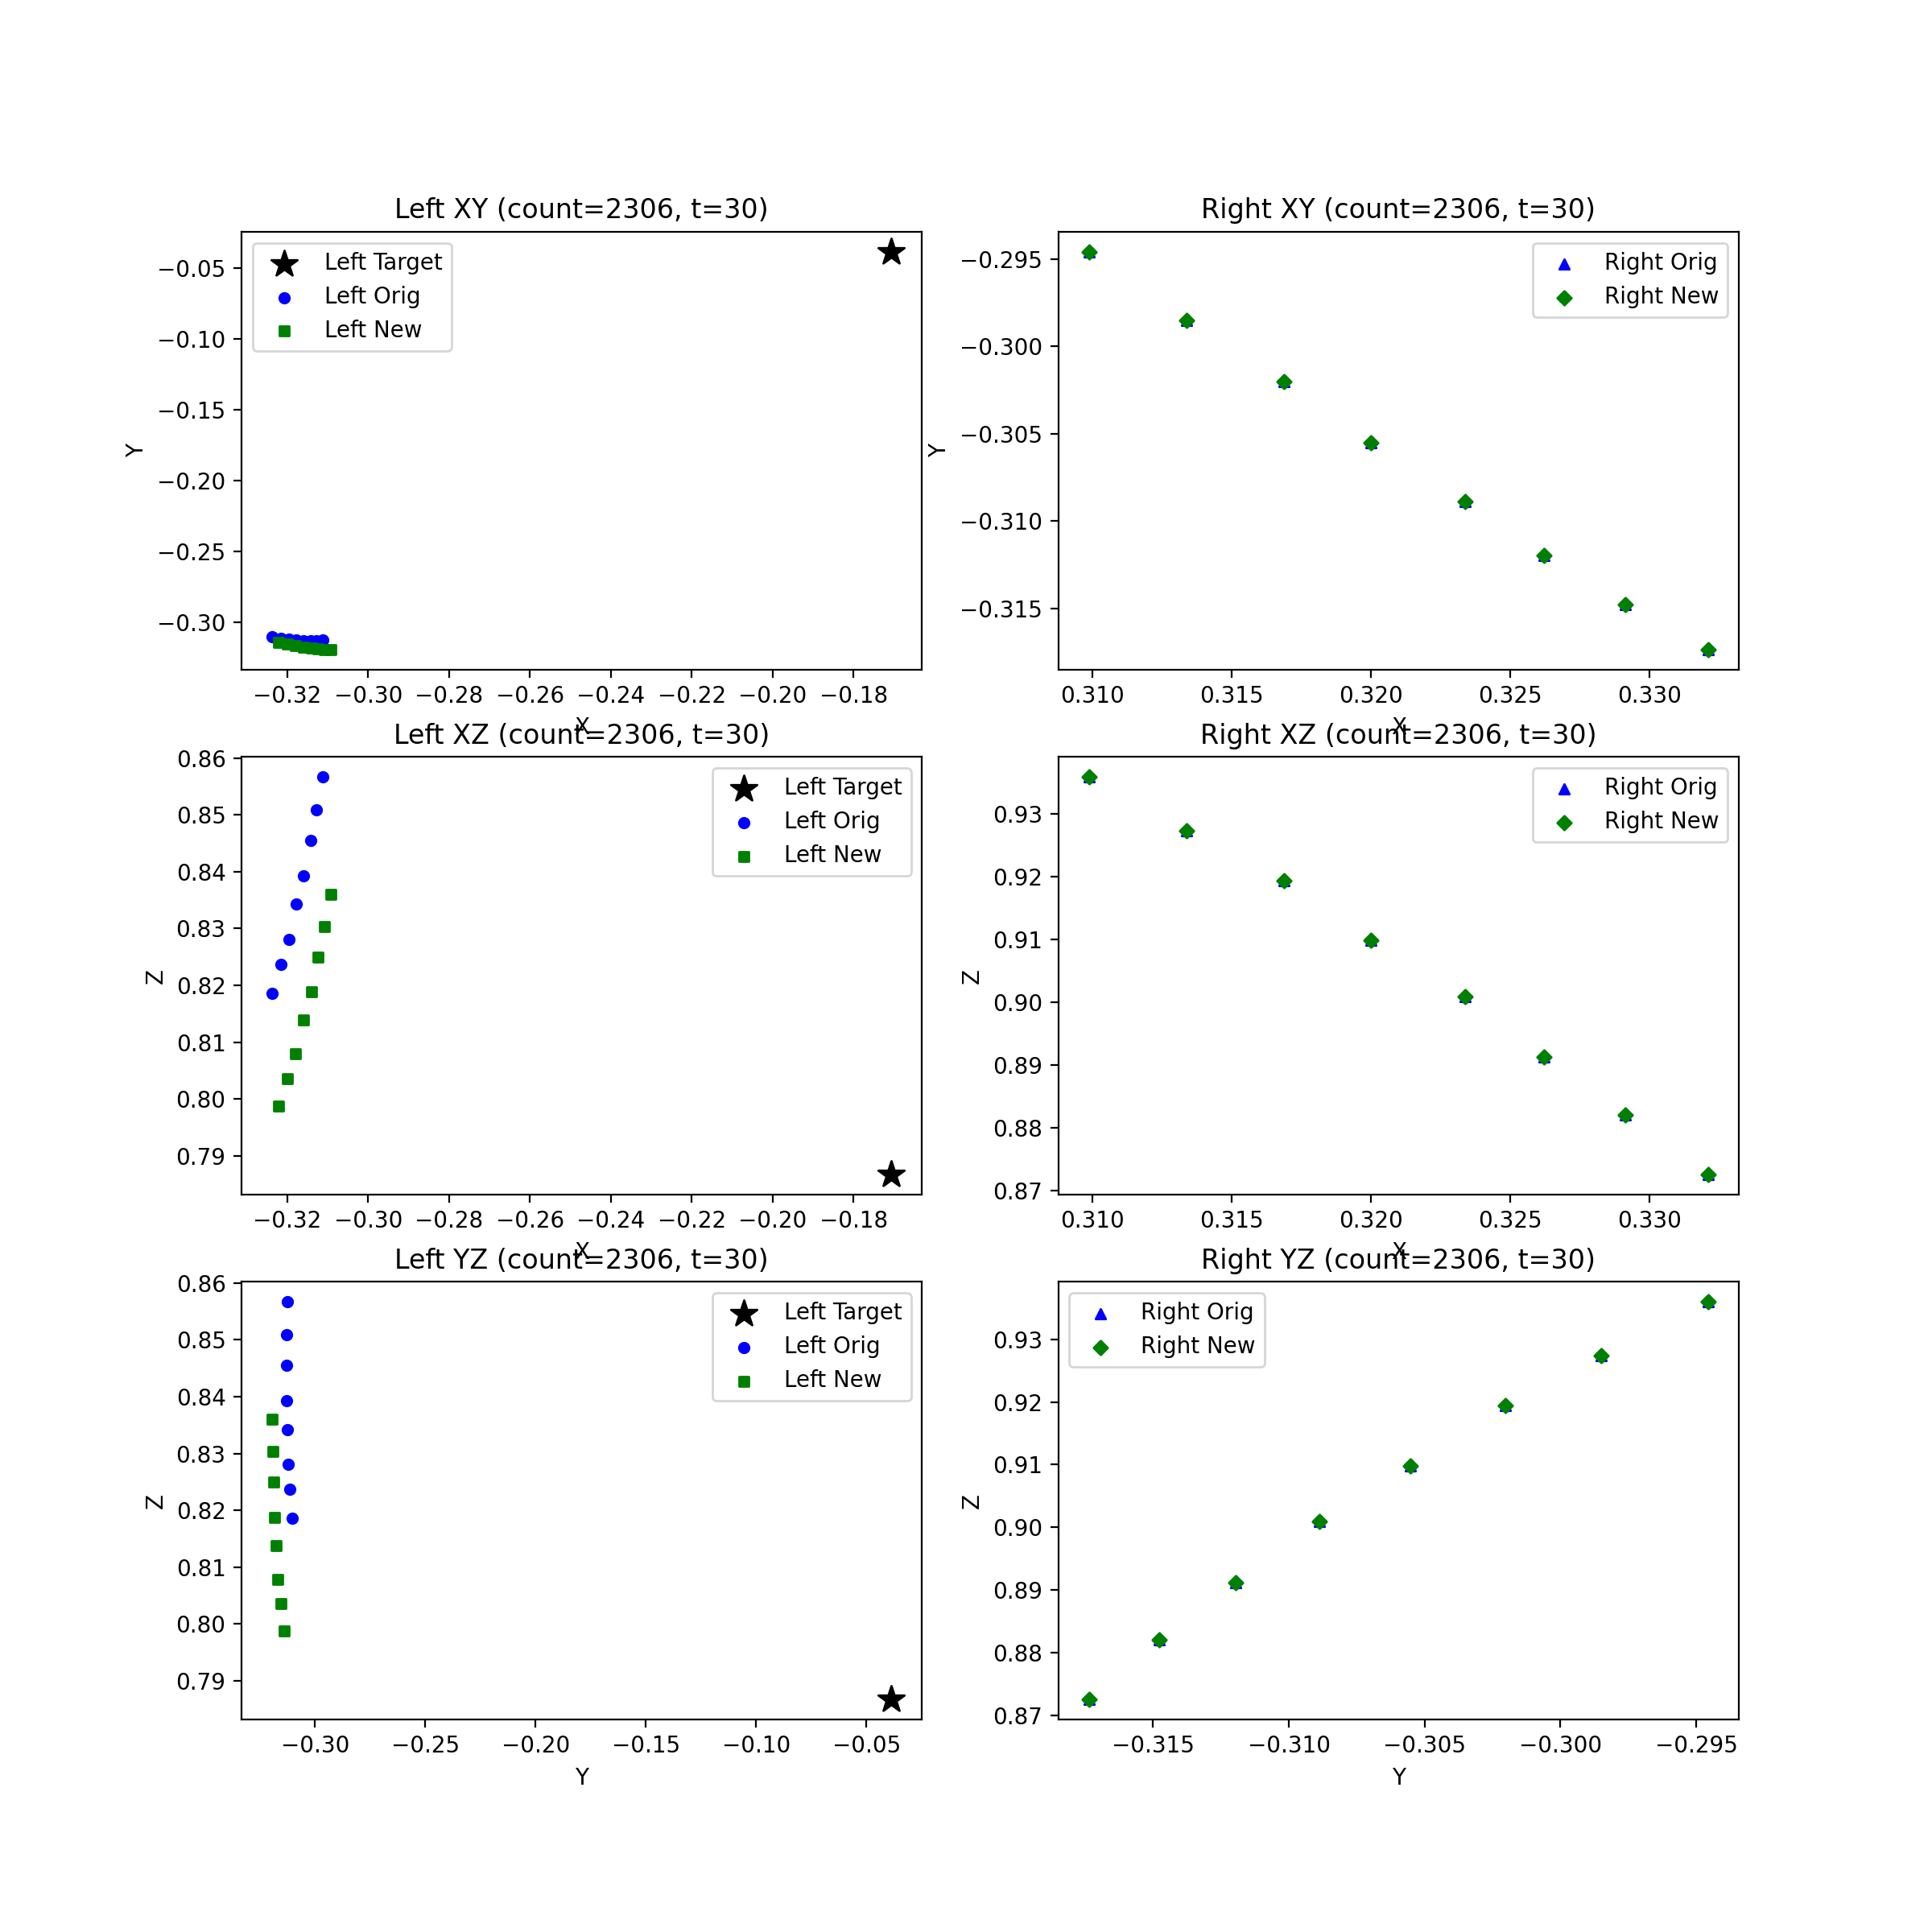 Left XY (count=2306, t=30)
−0.05
−0.10
−0.15
−0.20
−0.25
−0.30
Y
Left Target
Left Orig
Left New
−0.32 −0.30 −0.28 −0.26 −0.24 −0.22 −0.20 −0.18
X
Right XY (count=2306, t=30)
−0.295
−0.300
−0.305
−0.310
−0.315
Y
Right Orig
Right New
0.310 0.315 0.320 0.325 0.330
X
Left XZ (count=2306, t=30)
0.86
0.85
0.84
0.83
0.82
0.81
0.80
0.79
Z
Left Target
Left Orig
Left New
−0.32 −0.30 −0.28 −0.26 −0.24 −0.22 −0.20 −0.18
X
Right XZ (count=2306, t=30)
0.93
0.92
0.91
0.90
0.89
0.88
0.87
Z
Right Orig
Right New
0.310 0.315 0.320 0.325 0.330
X
Left YZ (count=2306, t=30)
0.86
0.85
0.84
0.83
0.82
0.81
0.80
0.79
Z
Left Target
Left Orig
Left New
−0.30 −0.25 −0.20 −0.15 −0.10 −0.05
Y
Right YZ (count=2306, t=30)
0.93
0.92
0.91
0.90
0.89
0.88
0.87
Z
Right Orig
Right New
−0.315 −0.310 −0.305 −0.300 −0.295
Y